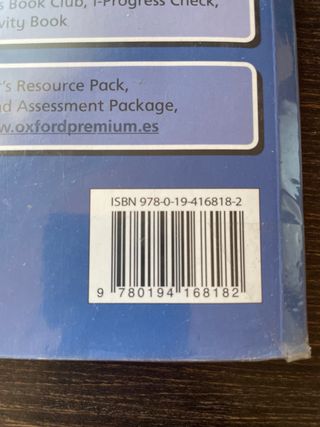 Book Club, i-Progress Check,
Book
Resource Pack,
Assessment Package,
www.oxfordpremium.es
ISBN 978-0-19-416818-2
9 780194 168182